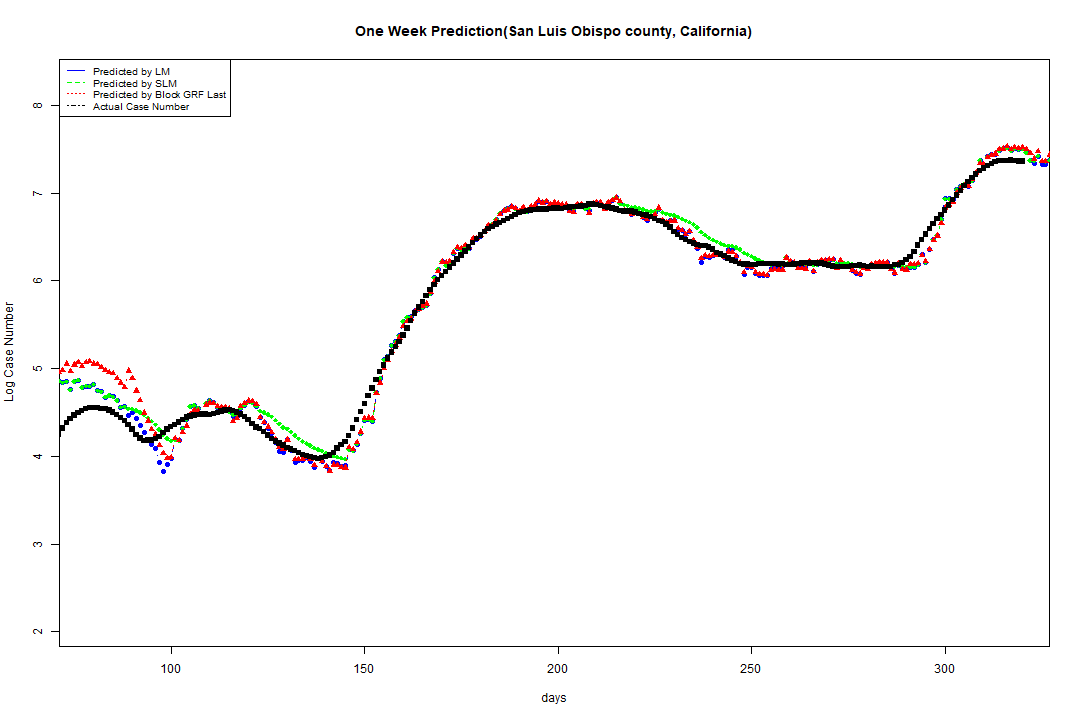 One Week Prediction(San Luis Obispo county, California)
Predicted by LM
Predicted by SLM
Predicted by Block GRF Last
Actual Case Number
8
7
6
5
4
3
2
Log Case Number
100 150 200 250 300
days